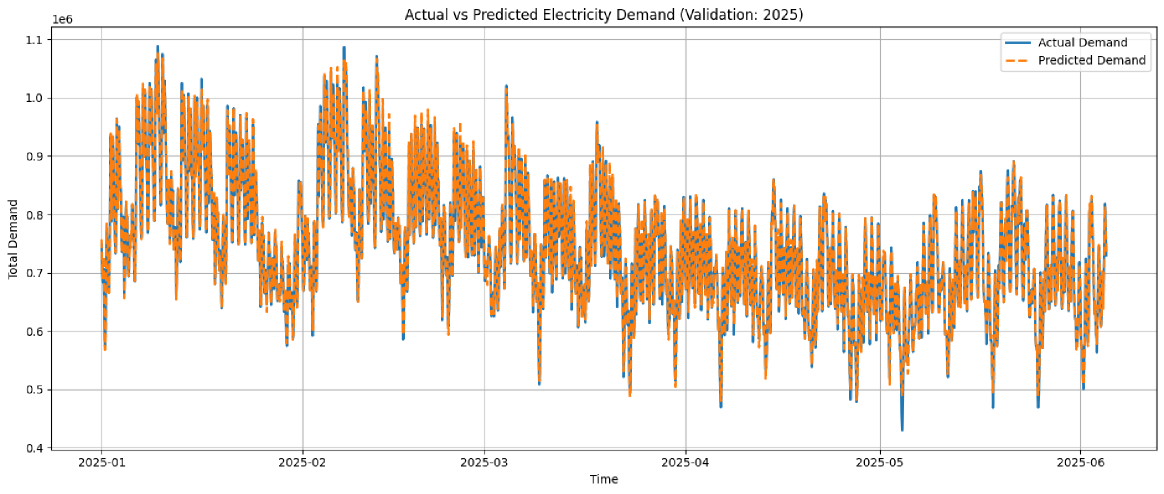 Actual vs Predicted Electricity Demand (Validation: 2025)
1e6
Actual Demand
Predicted Demand
1.1
1.0
0.9
0.8
0.7
0.6
0.5
0.4
Total Demand
2025-01 2025-02 2025-03 2025-04 2025-05 2025-06
Time